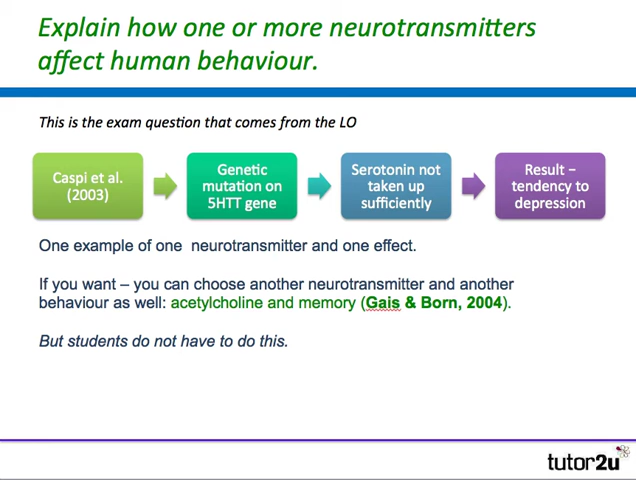 Explain how one or more neurotransmitters
affect human behaviour.
This is the exam question that comes from the LO
Caspi et al.
(2003)
Genetic
mutation on
5HTT gene
Serotonin not
taken up
sufficiently
Result –
tendency to
depression
One example of one neurotransmitter and one effect.
If you want – you can choose another neurotransmitter and another
behaviour as well: acetylcholine and memory (Gais & Born, 2004).
But students do not have to do this.
tutor2u